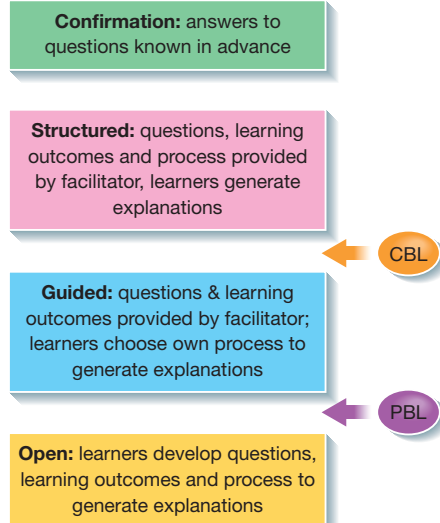 Confirmation: answers to
questions known in advance
Structured: questions, learning
outcomes and process provided
by facilitator, learners generate
explanations
CBL
Guided: questions & learning
outcomes provided by facilitator;
learners choose own process to
generate explanations
PBL
Open: learners develop questions,
learning outcomes and process to
generate explanations